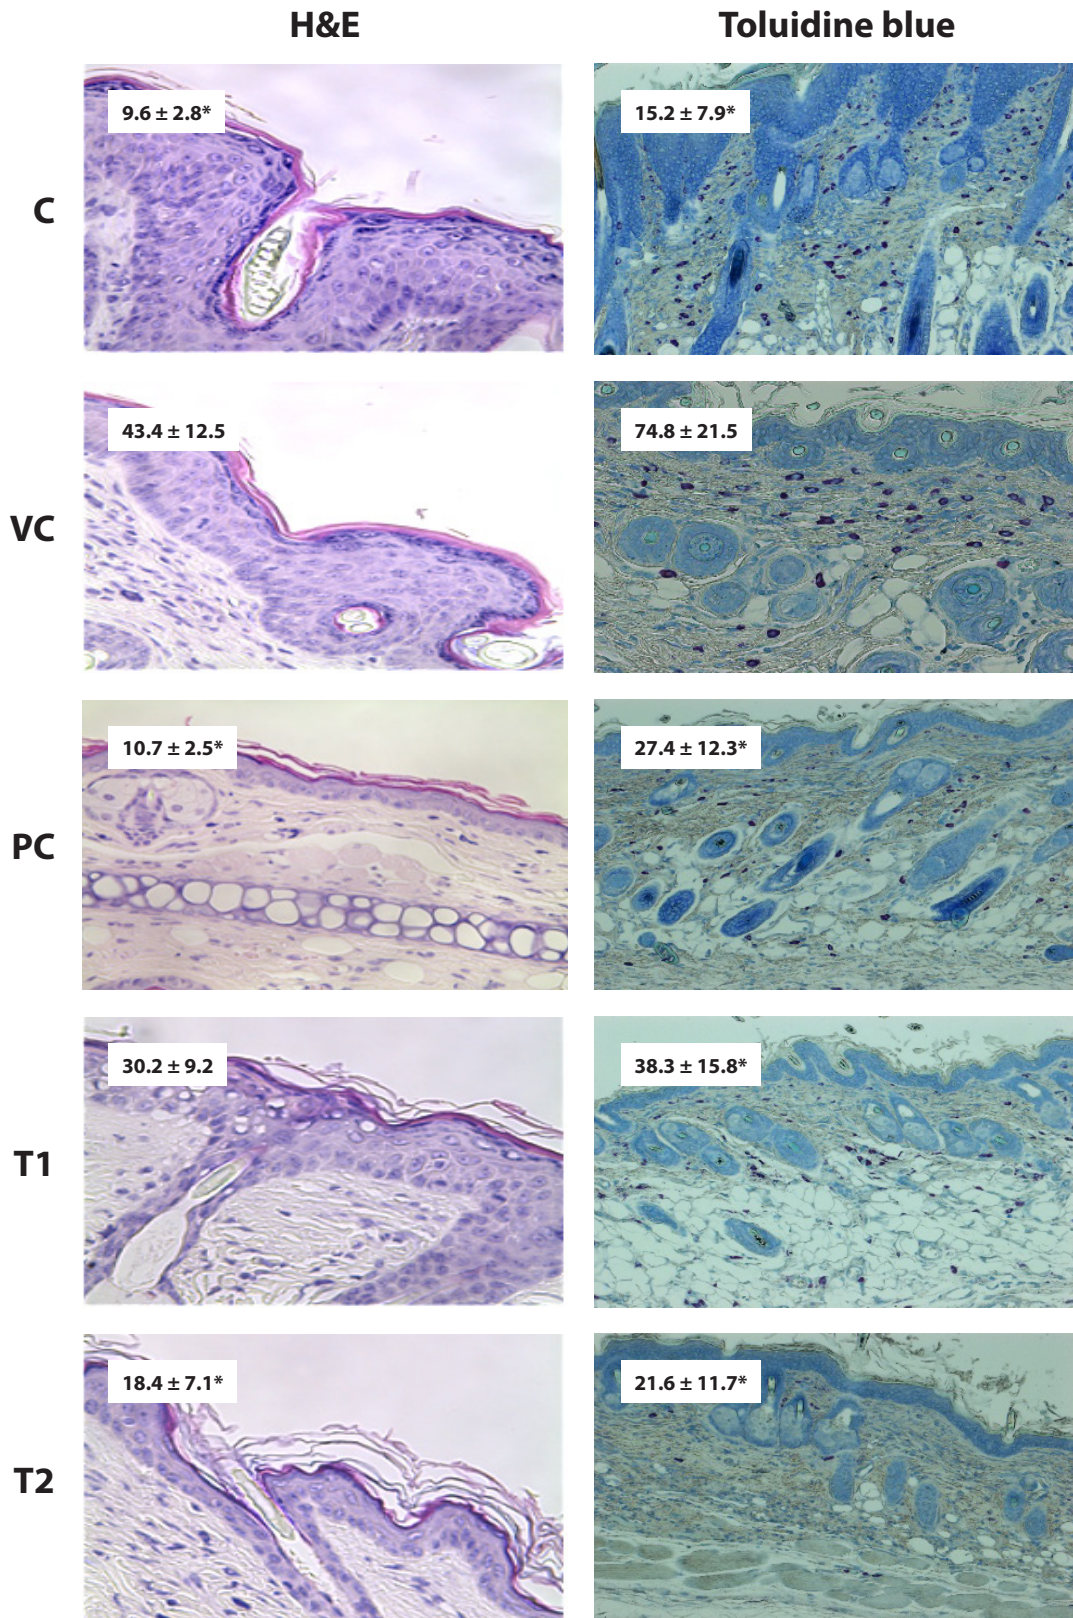 H&E Toluidine blue
C 9.6 ± 2.8* 15.2 ± 7.9*
VC 43.4 ± 12.5 74.8 ± 21.5
PC 10.7 ± 2.5* 27.4 ± 12.3*
T1 30.2 ± 9.2 38.3 ± 15.8*
T2 18.4 ± 7.1* 21.6 ± 11.7*